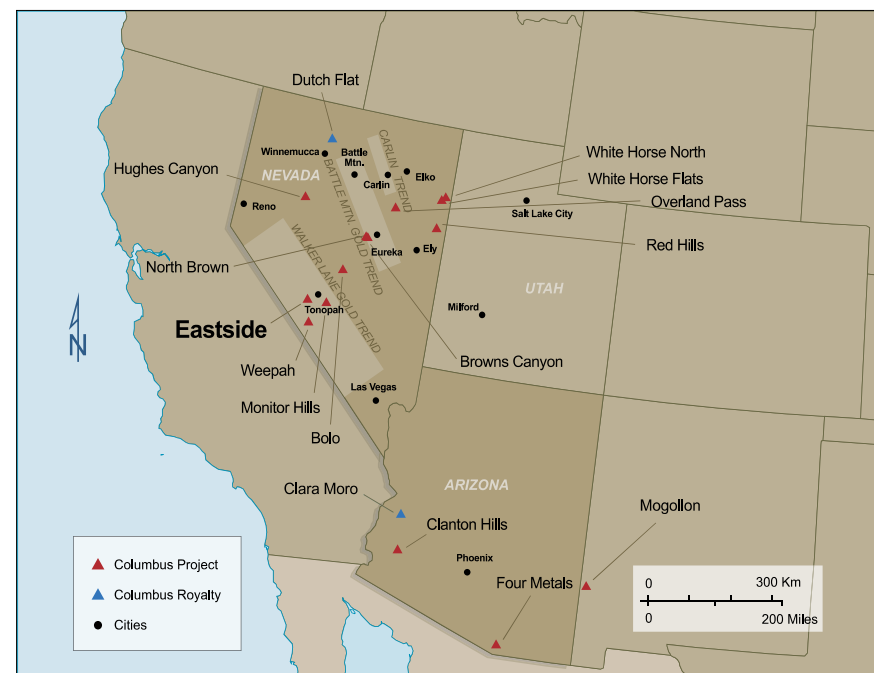 Dutch Flat
Winnemucca
Battle
Mtn.
CARLIN TREND
Hughes Canyon
NEVADA
Carlin
Elko
White Horse North
White Horse Flats
Overland Pass
BATTLE MTN. GOLD TREND
Reno
Salt Lake City
Red Hills
Eureka
Ely
North Brown
WALKER LANE GOLD TREND
UTAH
Tonopah
Milford
Eastside
N
Weepah
Browns Canyon
Las Vegas
Monitor Hills
Bolo
Clara Moro
ARIZONA
Mogollon
Clanton Hills
Phoenix
Four Metals
Columbus Project
Columbus Royalty
Cities
0 300 Km
0 200 Miles